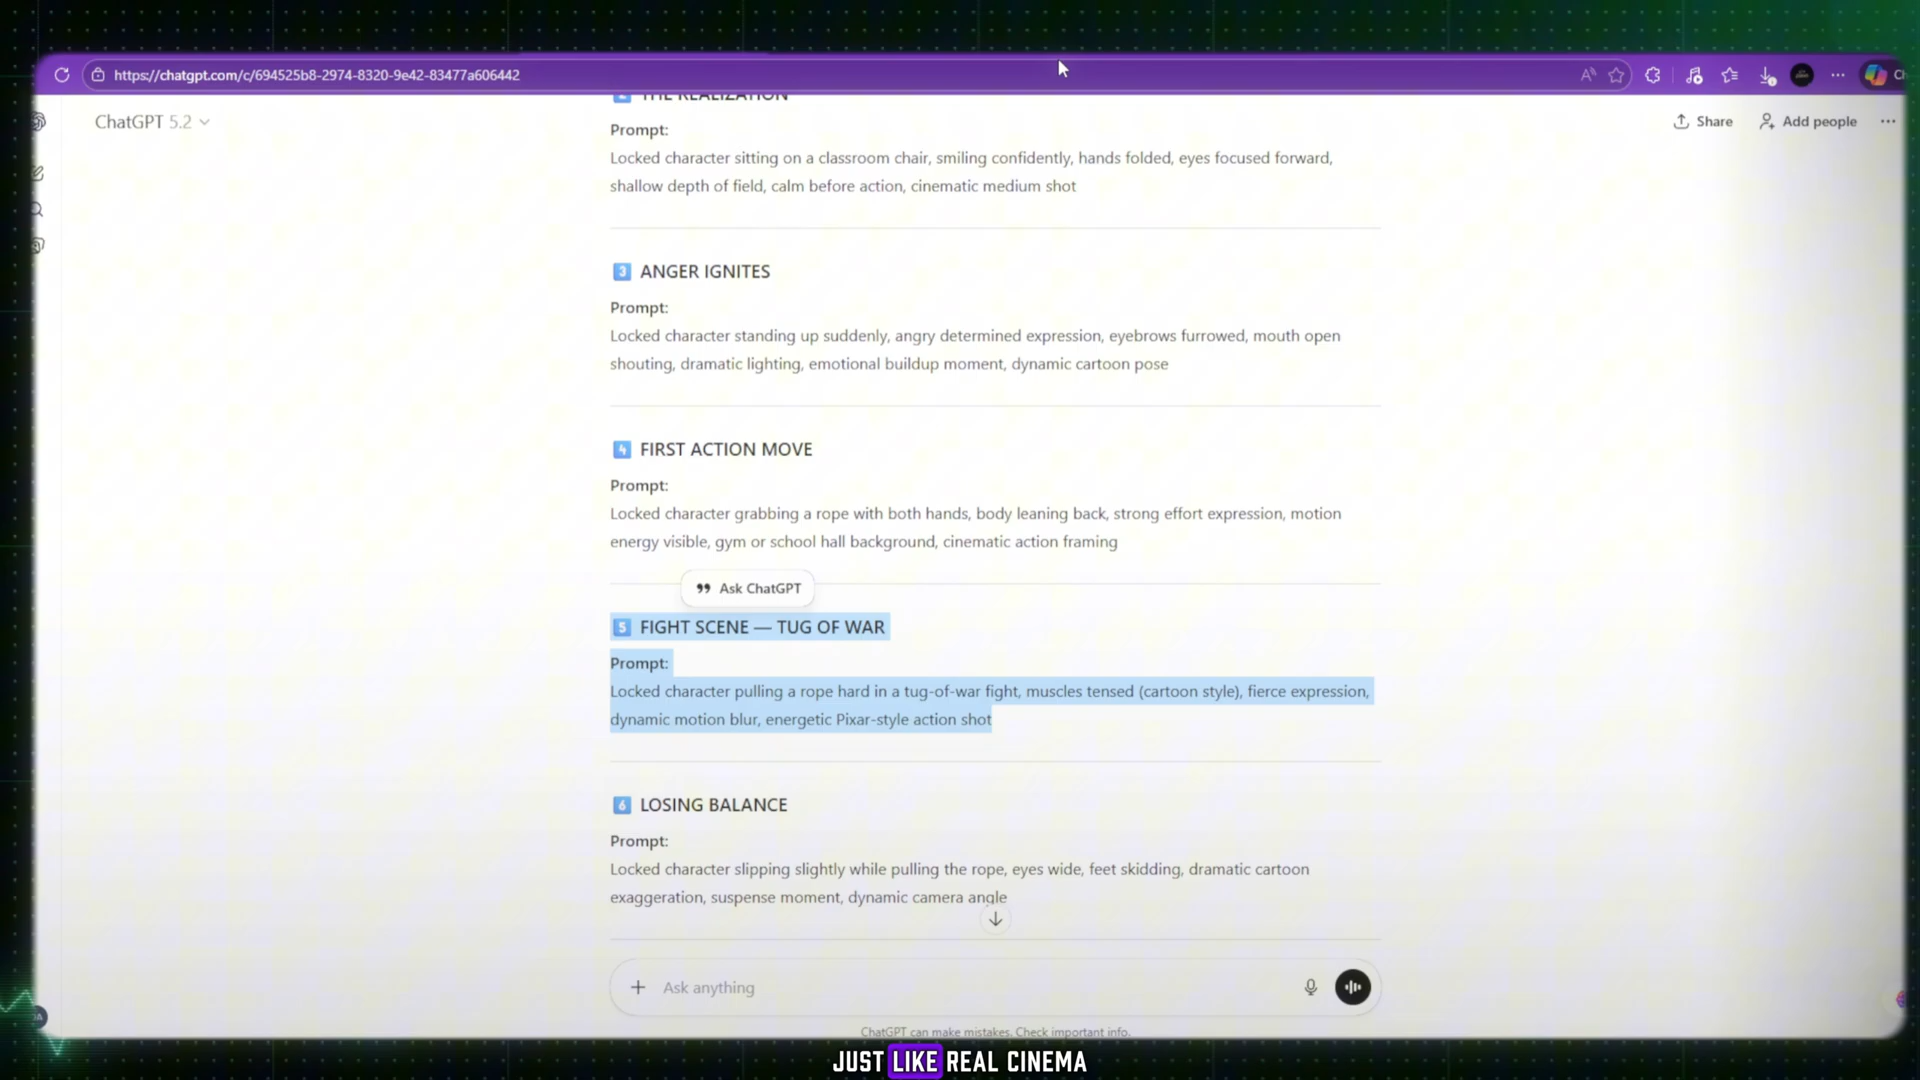 https://chatgpt.com/c/694525b8-2974-8320-9e42-83477a606442
ChatGPT 5.2
Share
Add people
2 THE REALIZATION
Prompt:
Locked character sitting on a classroom chair, smiling confidently, hands folded, eyes focused forward,
shallow depth of field, calm before action, cinematic medium shot
3 ANGER IGNITES
Prompt:
Locked character standing up suddenly, angry determined expression, eyebrows furrowed, mouth open
shouting, dramatic lighting, emotional buildup moment, dynamic cartoon pose
4 FIRST ACTION MOVE
Prompt:
Locked character grabbing a rope with both hands, body leaning back, strong effort expression, motion
energy visible, gym or school hall background, cinematic action framing
Ask ChatGPT
5 FIGHT SCENE — TUG OF WAR
Prompt:
Locked character pulling a rope hard in a tug-of-war fight, muscles tensed (cartoon style), fierce expression,
dynamic motion blur, energetic Pixar-style action shot
6 LOSING BALANCE
Prompt:
Locked character slipping slightly while pulling the rope, eyes wide, feet skidding, dramatic cartoon
exaggeration, suspense moment, dynamic camera angle
Ask anything
ChatGPT can make mistakes. Check important info.
JUST LIKE REAL CINEMA